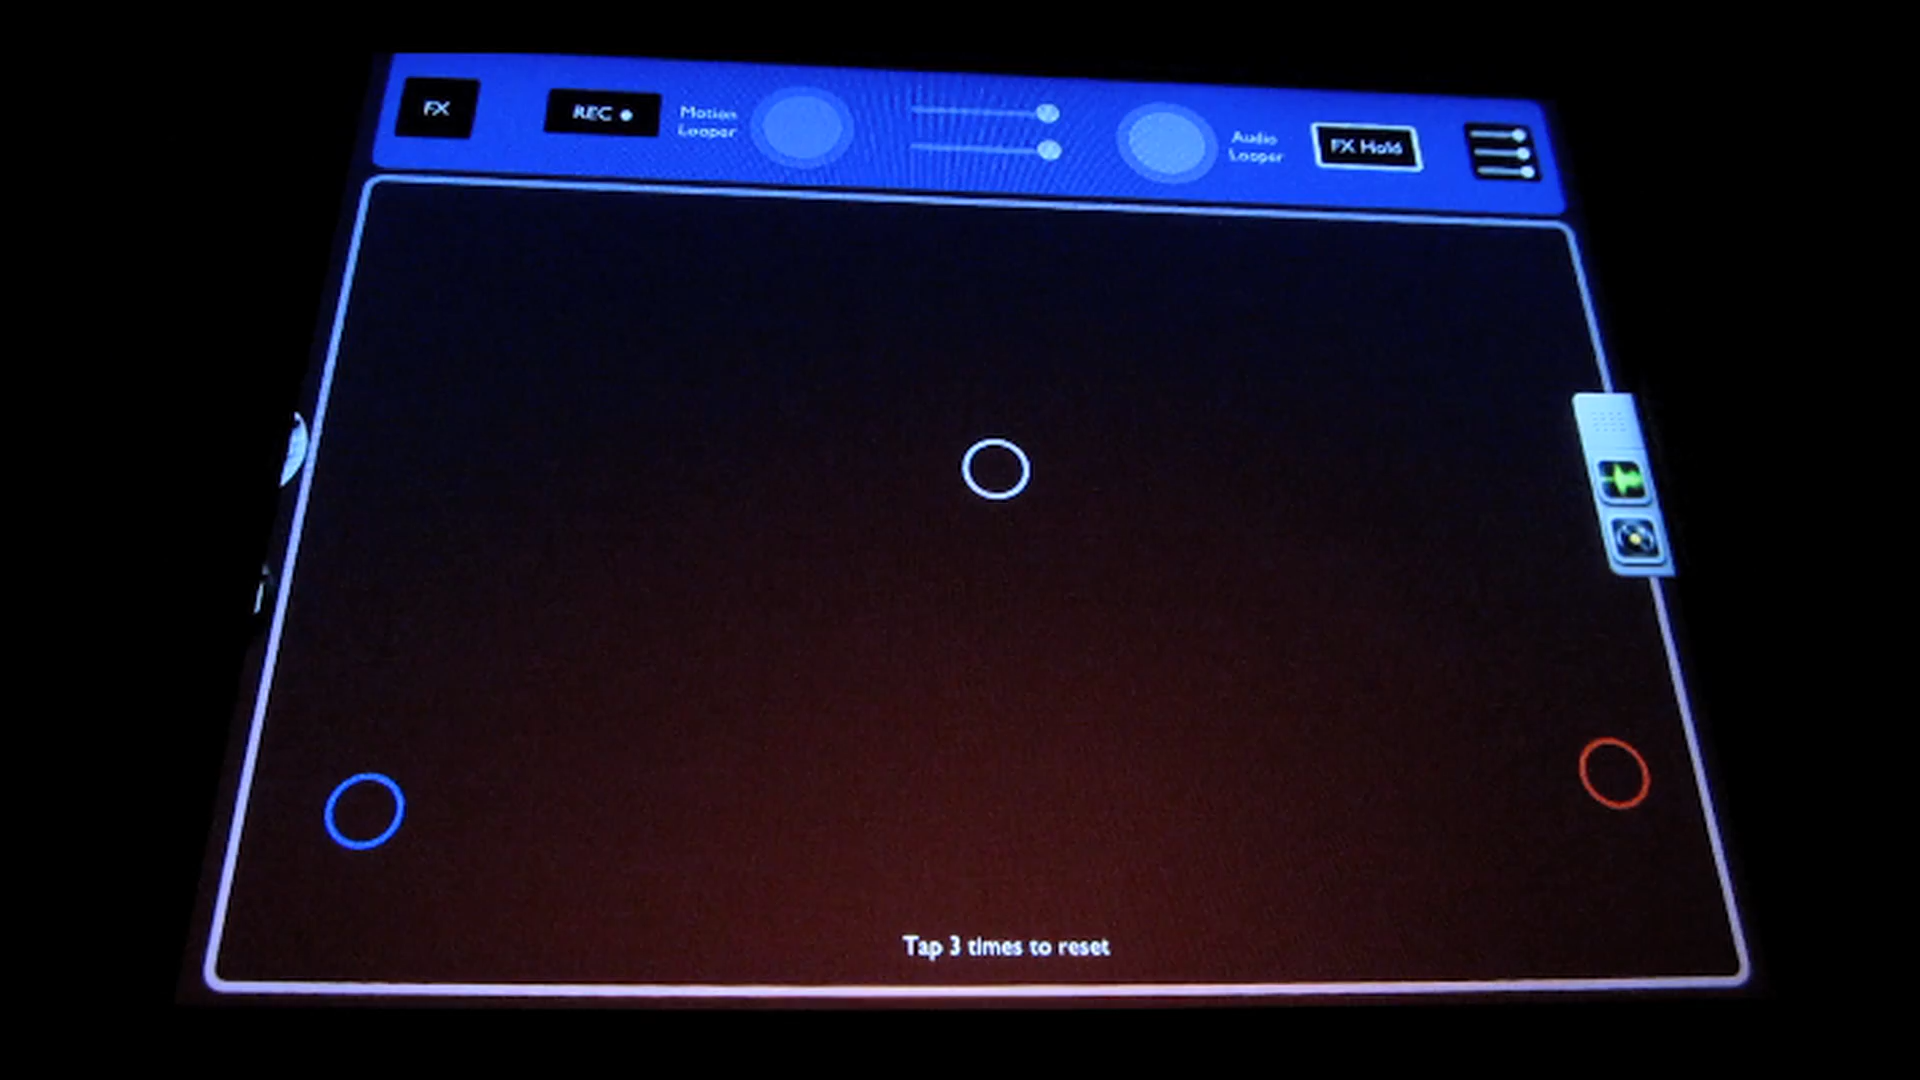 FX
REC
Motion
Looper
Audio
Looper
FX Hold
Tap 3 times to reset